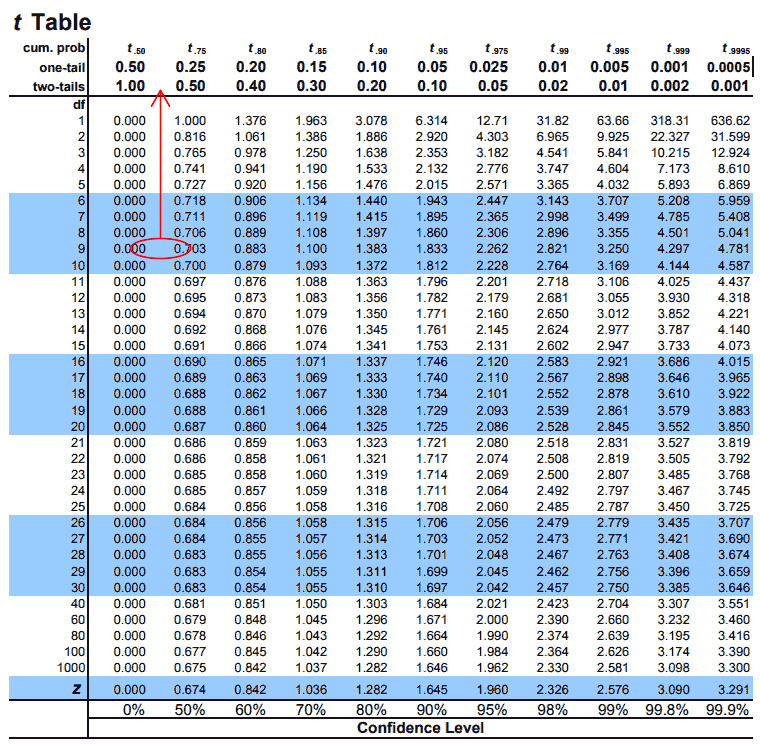 t Table
cum. prob t .50 t .75 t .80 t .85 t .90 t .95 t .975 t .99 t .995 t .999 t .9995
one-tail 0.50 0.25 0.20 0.15 0.10 0.05 0.025 0.01 0.005 0.001 0.0005
two-tails 1.00 0.50 0.40 0.30 0.20 0.10 0.05 0.02 0.01 0.002 0.001
df
1 0.000 1.000 1.376 1.963 3.078 6.314 12.71 31.82 63.66 318.31 636.62
2 0.000 0.816 1.061 1.386 1.886 2.920 4.303 6.965 9.925 22.327 31.599
3 0.000 0.765 0.978 1.250 1.638 2.353 3.182 4.541 5.841 10.215 12.924
4 0.000 0.741 0.941 1.190 1.533 2.132 2.776 3.747 4.604 7.173 8.610
5 0.000 0.727 0.920 1.156 1.476 2.015 2.571 3.365 4.032 5.893 6.869
6 0.000 0.718 0.906 1.134 1.440 1.943 2.447 3.143 3.707 5.208 5.959
7 0.000 0.711 0.896 1.119 1.415 1.895 2.365 2.998 3.499 4.785 5.408
8 0.000 0.706 0.889 1.108 1.397 1.860 2.306 2.896 3.355 4.501 5.041
9 0.000 0.703 0.883 1.100 1.383 1.833 2.262 2.821 3.250 4.297 4.781
10 0.000 0.700 0.879 1.093 1.372 1.812 2.228 2.764 3.169 4.144 4.587
11 0.000 0.697 0.876 1.088 1.363 1.796 2.201 2.718 3.106 4.025 4.437
12 0.000 0.695 0.873 1.083 1.356 1.782 2.179 2.681 3.055 3.930 4.318
13 0.000 0.694 0.870 1.079 1.350 1.771 2.160 2.650 3.012 3.852 4.221
14 0.000 0.692 0.868 1.076 1.345 1.761 2.145 2.624 2.977 3.787 4.140
15 0.000 0.691 0.866 1.074 1.341 1.753 2.131 2.602 2.947 3.733 4.073
16 0.000 0.690 0.865 1.071 1.337 1.746 2.120 2.583 2.921 3.686 4.015
17 0.000 0.689 0.863 1.069 1.333 1.740 2.110 2.567 2.898 3.646 3.965
18 0.000 0.688 0.862 1.067 1.330 1.734 2.101 2.552 2.878 3.610 3.922
19 0.000 0.688 0.861 1.066 1.328 1.729 2.093 2.539 2.861 3.579 3.883
20 0.000 0.687 0.860 1.064 1.325 1.725 2.086 2.528 2.845 3.552 3.850
21 0.000 0.686 0.859 1.063 1.323 1.721 2.080 2.518 2.831 3.527 3.819
22 0.000 0.686 0.858 1.061 1.321 1.717 2.074 2.508 2.819 3.505 3.792
23 0.000 0.685 0.858 1.060 1.319 1.714 2.069 2.500 2.807 3.485 3.768
24 0.000 0.685 0.857 1.059 1.318 1.711 2.064 2.492 2.797 3.467 3.745
25 0.000 0.684 0.856 1.058 1.316 1.708 2.060 2.485 2.787 3.450 3.725
26 0.000 0.684 0.856 1.058 1.315 1.706 2.056 2.479 2.779 3.435 3.707
27 0.000 0.684 0.855 1.057 1.314 1.703 2.052 2.473 2.771 3.421 3.690
28 0.000 0.683 0.855 1.056 1.313 1.701 2.048 2.467 2.763 3.408 3.674
29 0.000 0.683 0.854 1.055 1.311 1.699 2.045 2.462 2.756 3.396 3.659
30 0.000 0.683 0.854 1.055 1.310 1.697 2.042 2.457 2.750 3.385 3.646
40 0.000 0.681 0.851 1.050 1.303 1.684 2.021 2.423 2.704 3.307 3.551
60 0.000 0.679 0.848 1.045 1.296 1.671 2.000 2.390 2.660 3.232 3.460
80 0.000 0.678 0.846 1.043 1.292 1.664 1.990 2.374 2.639 3.195 3.416
100 0.000 0.677 0.845 1.042 1.290 1.660 1.984 2.364 2.626 3.174 3.390
1000 0.000 0.675 0.842 1.037 1.282 1.646 1.962 2.330 2.581 3.098 3.300
Z 0.000 0.674 0.842 1.036 1.282 1.645 1.960 2.326 2.576 3.090 3.291
0% 50% 60% 70% 80% 90% 95% 98% 99% 99.8% 99.9%
Confidence Level